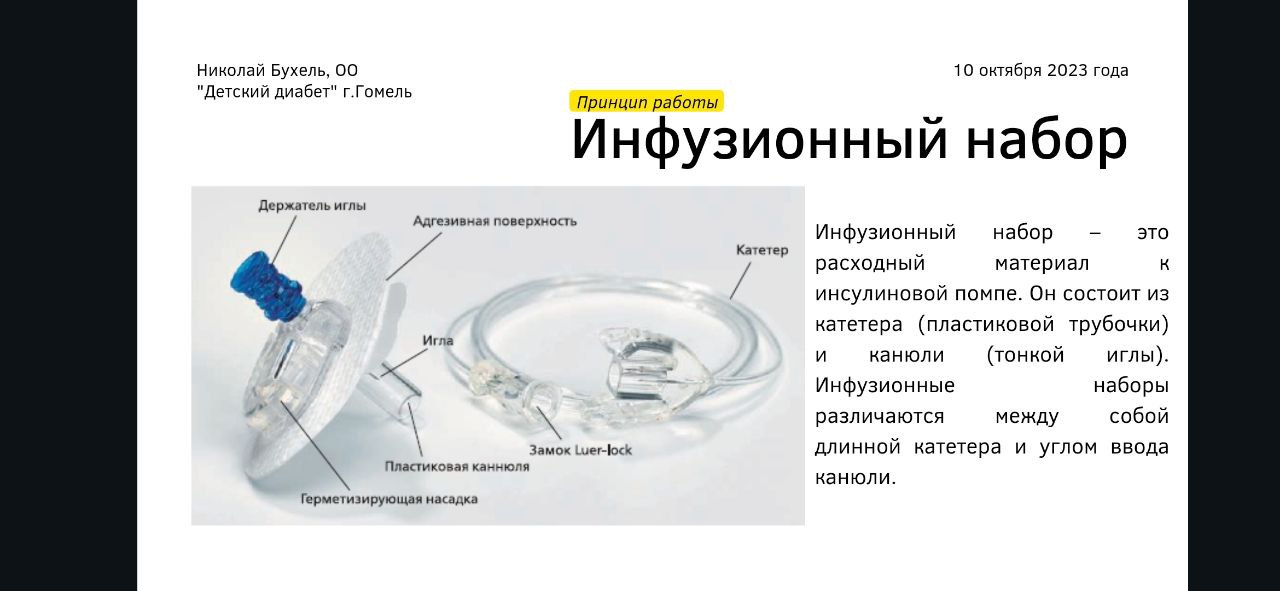 Николай Бухель, ОО
"Детский диабет" г.Гомель
10 октября 2023 года
Принцип работы
Инфузионный набор
Держатель иглы
Адгезивная поверхность
Катетер
Игла
Замок Luer-lock
Пластиковая каннюля
Герметизирующая насадка
Инфузионный набор – это
расходный материал к
инсулиновой помпе. Он состоит из
катетера (пластиковой трубочки)
и канюли (тонкой иглы).
Инфузионные наборы
различаются между собой
длинной катетера и углом ввода
канюли.